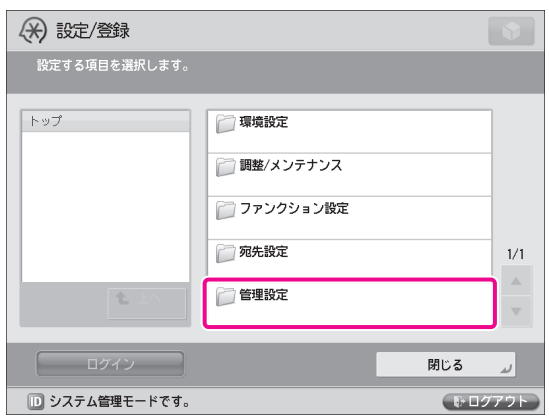 設定/登録
設定する項目を選択します。
トップ
環境設定
調整/メンテナンス
ファンクション設定
宛先設定
管理設定
1/1
上へ
ログイン
閉じる
ID システム管理モードです。
ログアウト